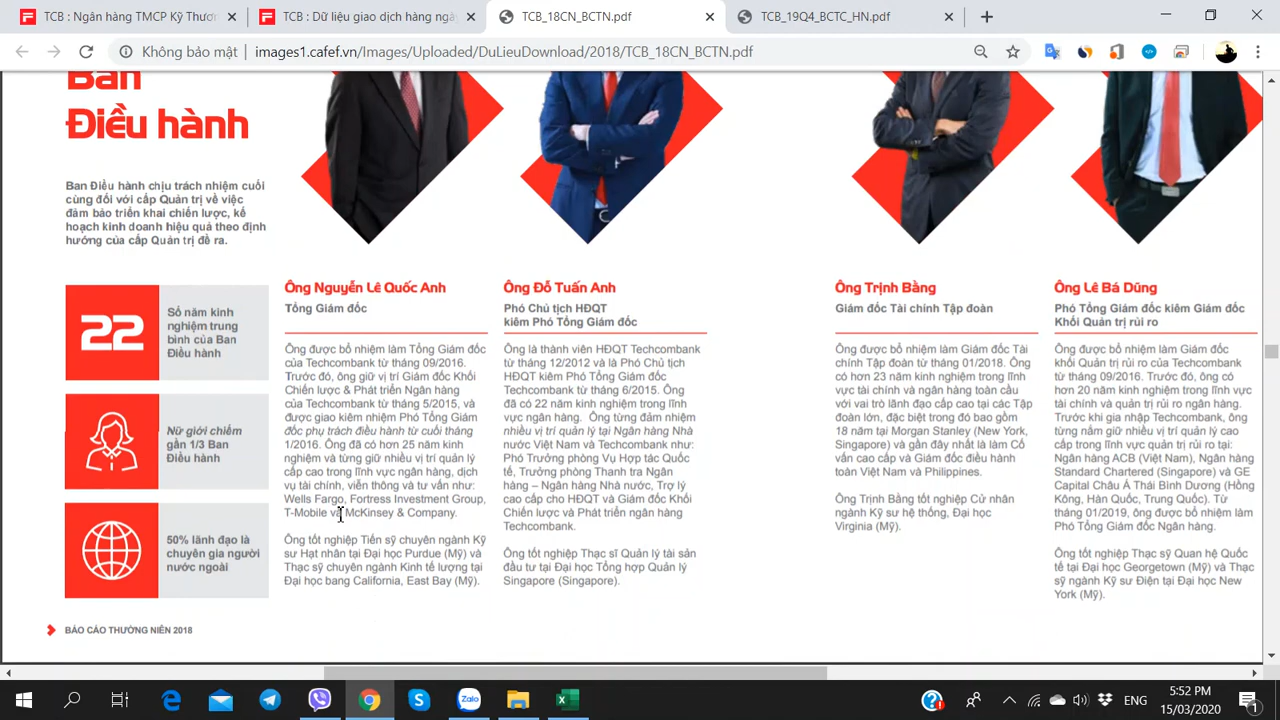 TCB : Ngân hàng TMCP Kỹ Thươn
TCB : Dữ liệu giao dịch hàng ngày
TCB_18CN_BCTN.pdf
TCB_19Q4_BCTC_HN.pdf
Không bảo mật
images1.cafef.vn/Images/Uploaded/DuLieuDownload/2018/TCB_18CN_BCTN.pdf
Ban
Điều hành
Ban Điều hành chịu trách nhiệm cuối
cùng đối với cấp Quản trị về việc
đảm bảo triển khai chiến lược, kế
hoạch kinh doanh hiệu quả theo định
hướng của cấp Quản trị đề ra.
22
Số năm kinh
nghiệm trung
bình của Ban
Điều hành
Nữ giới chiếm
gần 1/3 Ban
Điều hành
50% lãnh đạo là
chuyên gia người
nước ngoài
Ông Nguyễn Lê Quốc Anh
Tổng Giám đốc
Ông được bổ nhiệm làm Tổng Giám đốc
của Techcombank từ tháng 09/2016.
Trước đó, ông giữ vị trí Giám đốc Khối
Chiến lược & Phát triển Ngân hàng
của Techcombank từ tháng 5/2015, và
được giao kiêm nhiệm Phó Tổng Giám
đốc phụ trách điều hành từ cuối tháng
1/2016. Ông đã có hơn 25 năm kinh
nghiệm và từng giữ nhiều vị trí quản lý
cấp cao trong lĩnh vực ngân hàng, dịch
vụ tài chính, viễn thông và tư vấn như:
Wells Fargo, Fortress Investment Group,
T-Mobile và McKinsey & Company.
Ông tốt nghiệp Tiến sỹ chuyên ngành Kỹ
sư Hạt nhân tại Đại học Purdue (Mỹ) và
Thạc sỹ chuyên ngành Kinh tế lượng tại
Đại học bang California, East Bay (Mỹ).
Ông Đỗ Tuấn Anh
Phó Chủ tịch HĐQT
kiêm Phó Tổng Giám đốc
Ông là thành viên HĐQT Techcombank
từ tháng 12/2012 và là Phó Chủ tịch
HĐQT kiêm Phó Tổng Giám đốc
Techcombank từ tháng 6/2015. Ông
đã có 22 năm kinh nghiệm trong lĩnh
vực ngân hàng. Ông từng đảm nhiệm
nhiều vị trí quản lý tại Ngân hàng Nhà
nước Việt Nam và Techcombank như:
Phó Trưởng phòng Vụ Hợp tác Quốc
tế, Trưởng phòng Thanh tra Ngân
hàng – Ngân hàng Nhà nước, Trợ lý
cao cấp cho HĐQT và Giám đốc Khối
Chiến lược và Phát triển ngân hàng
Techcombank.
Ông tốt nghiệp Thạc sĩ Quản lý tài sản
đầu tư tại Đại học Tổng hợp Quản lý
Singapore (Singapore).
Ông Trịnh Bằng
Giám đốc Tài chính Tập đoàn
Ông được bổ nhiệm làm Giám đốc Tài
chính Tập đoàn từ tháng 01/2018. Ông
có hơn 23 năm kinh nghiệm trong lĩnh
vực tài chính và ngân hàng toàn cầu
với vai trò lãnh đạo cấp cao tại các Tập
đoàn lớn, đặc biệt trong đó bao gồm
18 năm tại Morgan Stanley (New York,
Singapore) và gần đây nhất là làm Cố
vấn cao cấp và Giám đốc điều hành
toàn Việt Nam và Philippines.
Ông Trịnh Bằng tốt nghiệp Cử nhân
ngành Kỹ sư hệ thống, Đại học
Virginia (Mỹ).
Ông Lê Bá Dũng
Phó Tổng Giám đốc kiêm Giám đốc
Khối Quản trị rủi ro
Ông được bổ nhiệm làm Giám đốc
khối Quản trị rủi ro của Techcombank
từ tháng 09/2016. Trước đó, ông có
hơn 20 năm kinh nghiệm trong lĩnh vực
tài chính và quản trị rủi ro ngân hàng.
Trước khi gia nhập Techcombank, ông
từng nắm giữ nhiều vị trí quan trọng
trong lĩnh vực quản trị rủi ro tại:
Ngân hàng ACB (Việt Nam), Ngân hàng
Standard Chartered (Singapore) và GE
Capital Châu Á Thái Bình Dương (Hồng
Kông, Hàn Quốc, Trung Quốc). Từ
tháng 01/2019, ông được bổ nhiệm làm
Phó Tổng Giám đốc Ngân hàng.
Ông tốt nghiệp Thạc sỹ Quan hệ Quốc
tế tại Đại học Georgetown (Mỹ) và Thạc
sỹ ngành Kỹ sư Điện tại Đại học New
York (Mỹ).
BÁO CÁO THƯỜNG NIÊN 2018
Zalo
ENG
5:52 PM
15/03/2020